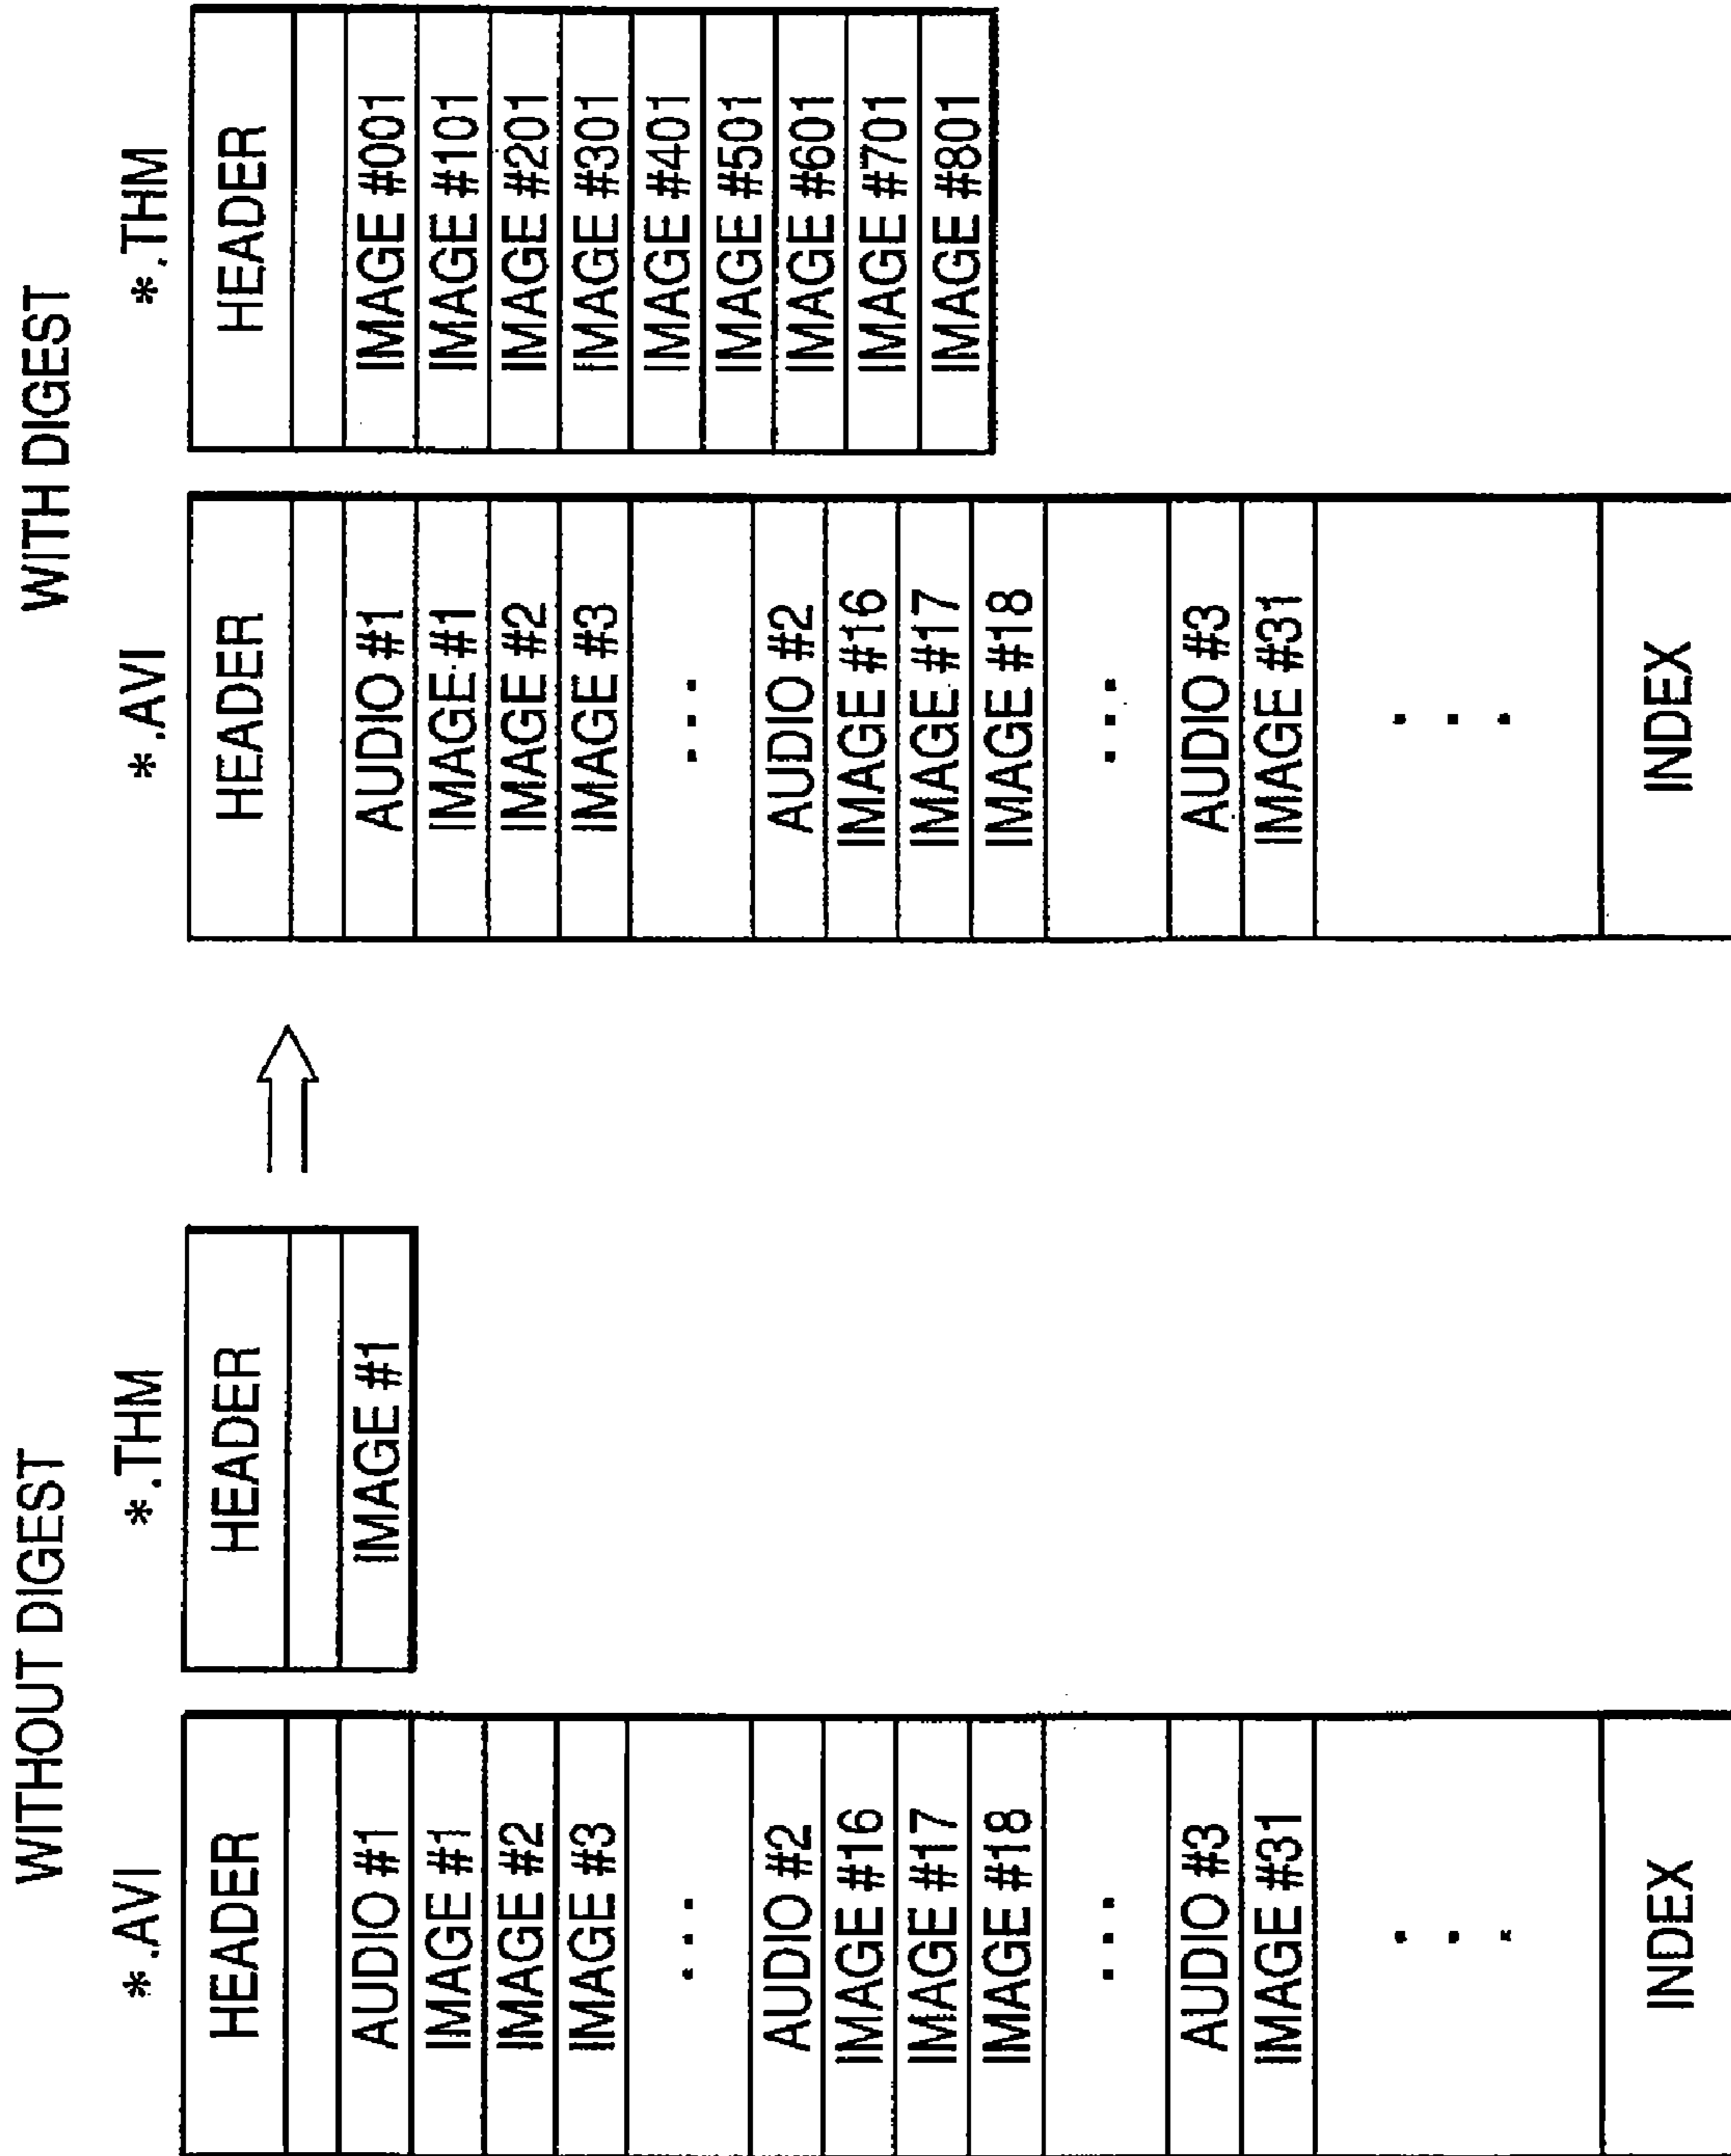 WITHOUT DIGEST
*.AVI
HEADER
AUDIO #1
IMAGE #1
IMAGE #2
IMAGE #3
...
AUDIO #2
IMAGE #16
IMAGE #17
IMAGE #18
...
AUDIO #3
IMAGE #31
...
INDEX
*.THM
HEADER
IMAGE #1
WITH DIGEST
*.AVI
HEADER
AUDIO #1
IMAGE #1
IMAGE #2
IMAGE #3
...
AUDIO #2
IMAGE #16
IMAGE #17
IMAGE #18
...
AUDIO #3
IMAGE #31
...
INDEX
*.THM
HEADER
IMAGE #001
IMAGE #101
IMAGE #201
IMAGE #301
IMAGE #401
IMAGE #501
IMAGE #601
IMAGE #701
IMAGE #801